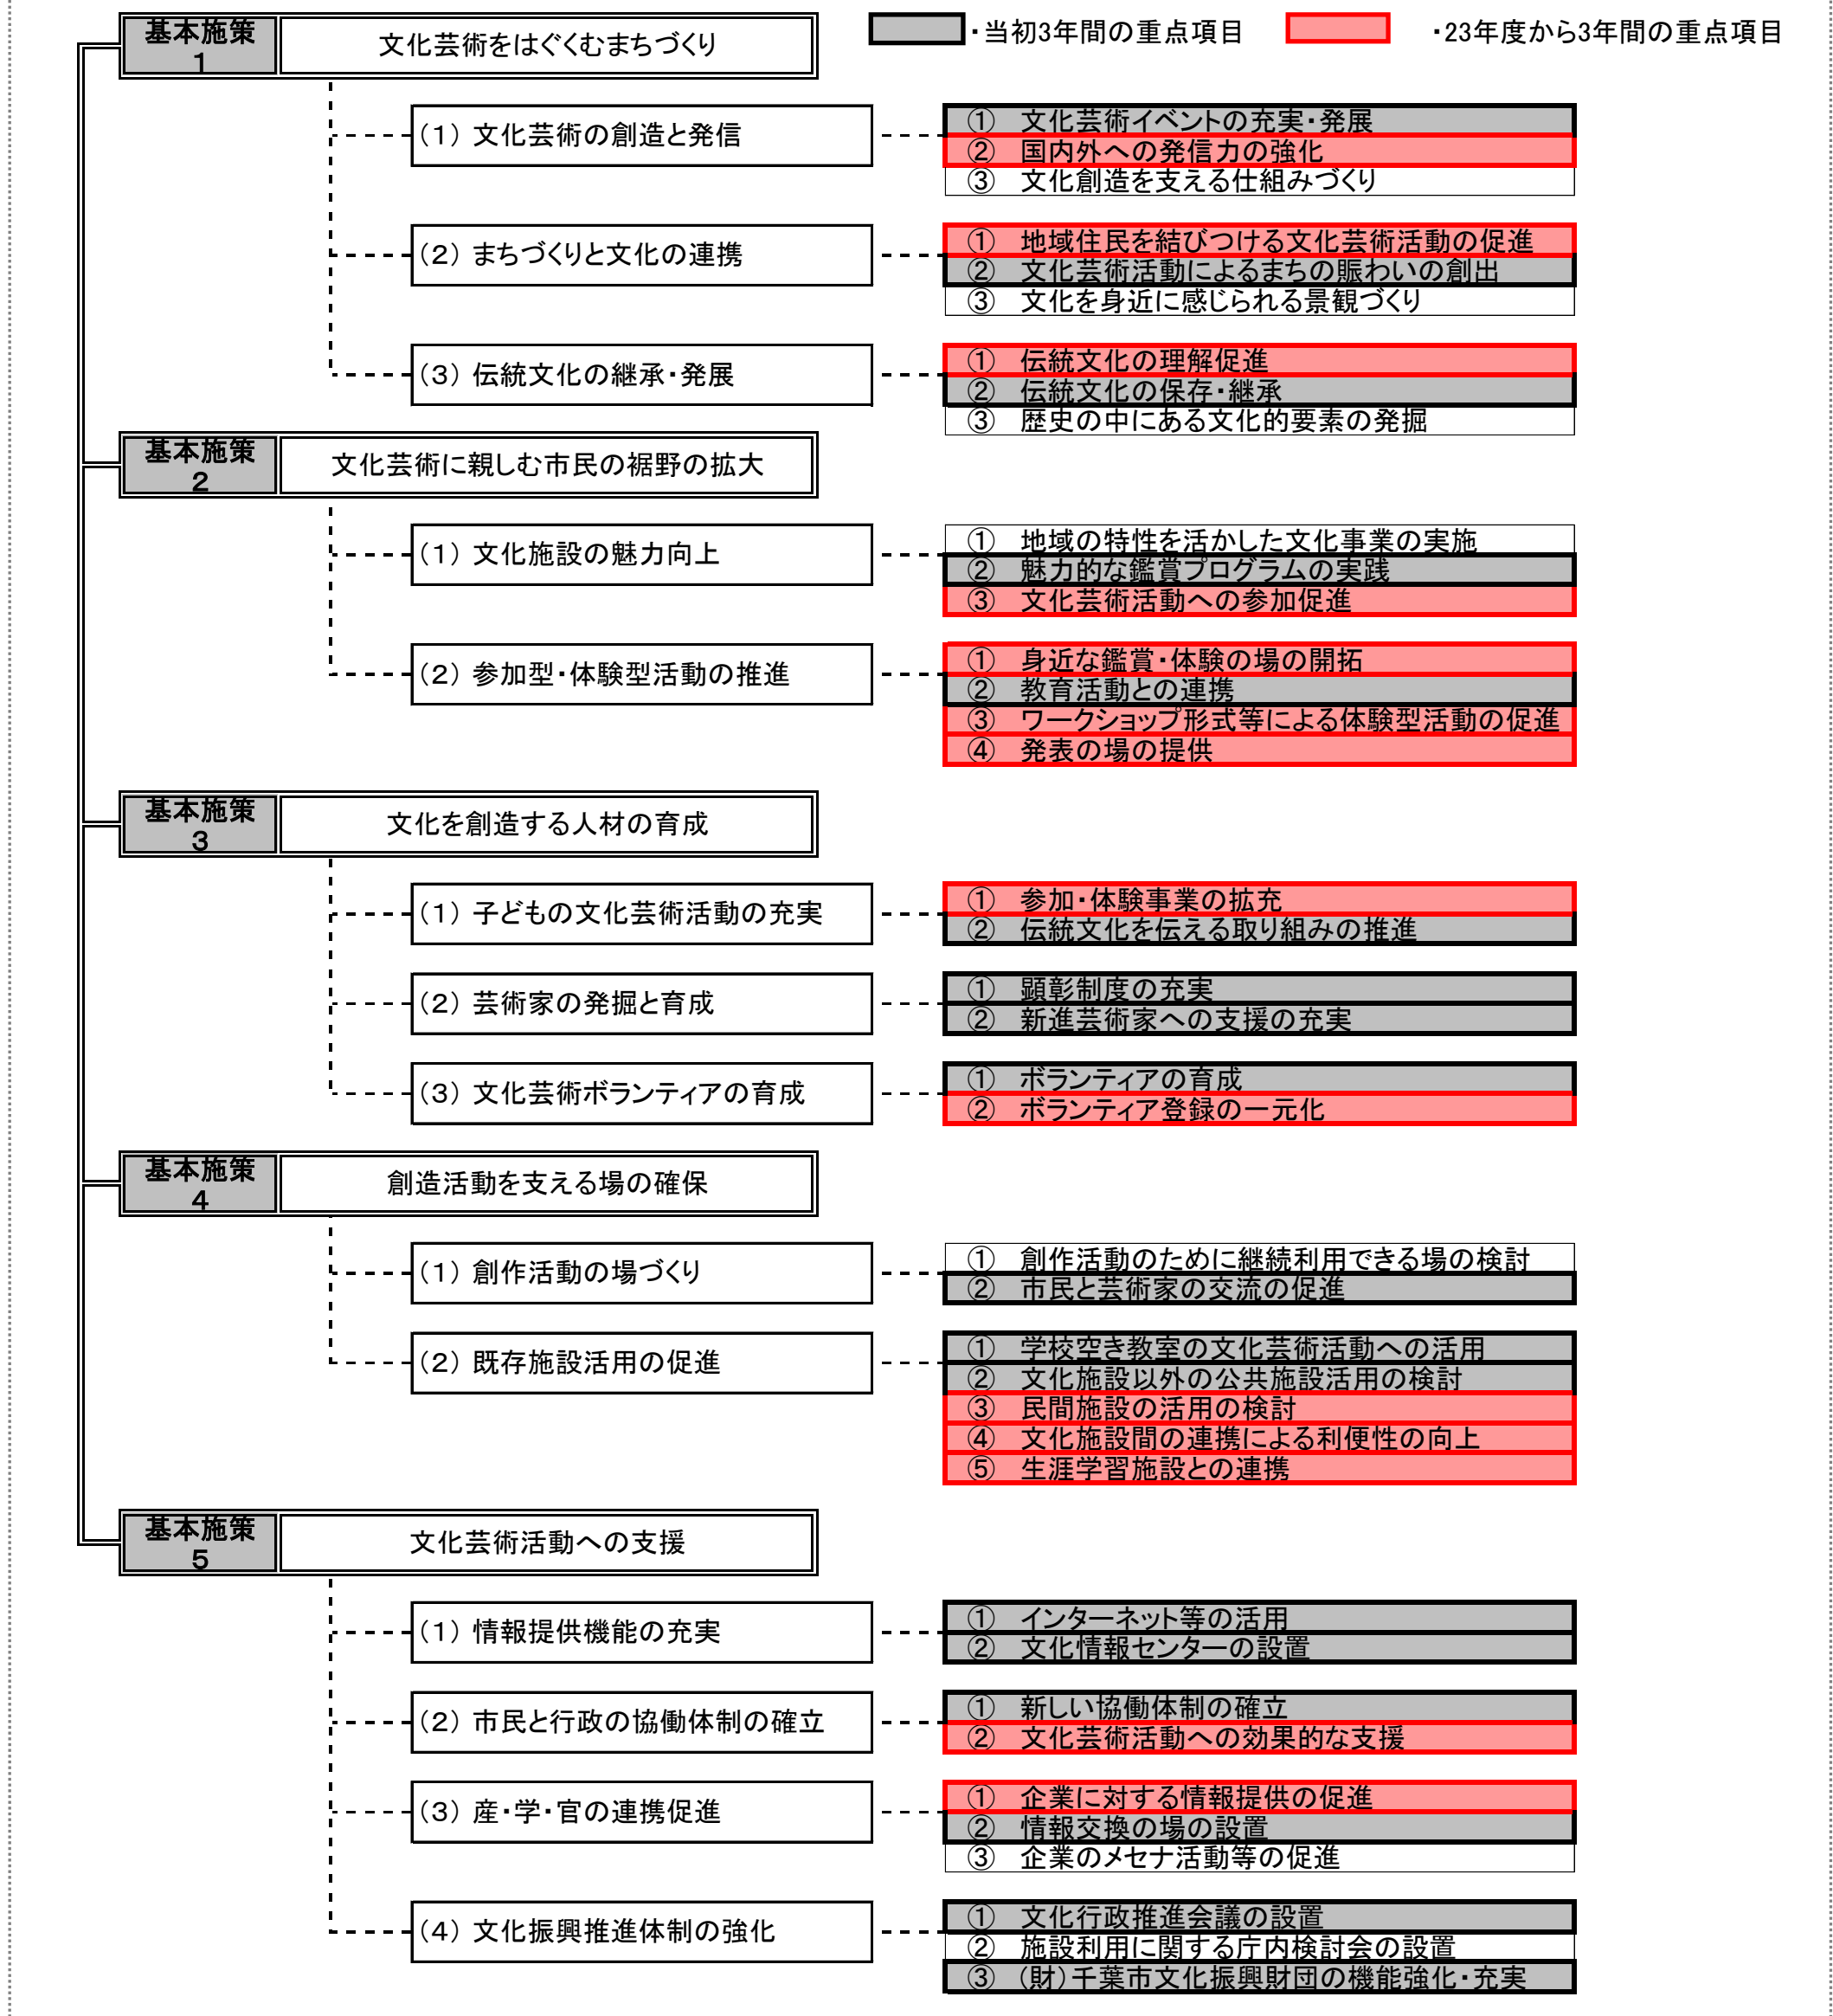 ・当初3年間の重点項目
・23年度から3年間の重点項目
基本施策
1
文化芸術をはぐくむまちづくり
(1) 文化芸術の創造と発信
① 文化芸術イベントの充実・発展
② 国内外への発信力の強化
③ 文化創造を支える仕組みづくり
(2) まちづくりと文化の連携
① 地域住民を結びつける文化芸術活動の促進
② 文化芸術活動によるまちの賑わいの創出
③ 文化を身近に感じられる景観づくり
(3) 伝統文化の継承・発展
① 伝統文化の理解促進
② 伝統文化の保存・継承
③ 歴史の中にある文化的要素の発掘
基本施策
2
文化芸術に親しむ市民の裾野の拡大
(1) 文化施設の魅力向上
① 地域の特性を活かした文化事業の実施
② 魅力的な鑑賞プログラムの実践
③ 文化芸術活動への参加促進
(2) 参加型・体験型活動の推進
① 身近な鑑賞・体験の場の開拓
② 教育活動との連携
③ ワークショップ形式等による体験型活動の促進
④ 発表の場の提供
基本施策
3
文化を創造する人材の育成
(1) 子どもの文化芸術活動の充実
① 参加・体験事業の拡充
② 伝統文化を伝える取り組みの推進
(2) 芸術家の発掘と育成
① 顕彰制度の充実
② 新進芸術家への支援の充実
(3) 文化芸術ボランティアの育成
① ボランティアの育成
② ボランティア登録の一元化
基本施策
4
創造活動を支える場の確保
(1) 創作活動の場づくり
① 創作活動のために継続利用できる場の検討
② 市民と芸術家の交流の促進
(2) 既存施設活用の促進
① 学校空き教室の文化芸術活動への活用
② 文化施設以外の公共施設活用の検討
③ 民間施設の活用の検討
④ 文化施設間の連携による利便性の向上
⑤ 生涯学習施設との連携
基本施策
5
文化芸術活動への支援
(1) 情報提供機能の充実
① インターネット等の活用
② 文化情報センターの設置
(2) 市民と行政の協働体制の確立
① 新しい協働体制の確立
② 文化芸術活動への効果的な支援
(3) 産・学・官の連携促進
① 企業に対する情報提供の促進
② 情報交換の場の設置
③ 企業のメセナ活動等の促進
(4) 文化振興推進体制の強化
① 文化行政推進会議の設置
② 施設利用に関する庁内検討会の設置
③ (財)千葉市文化振興財団の機能強化・充実